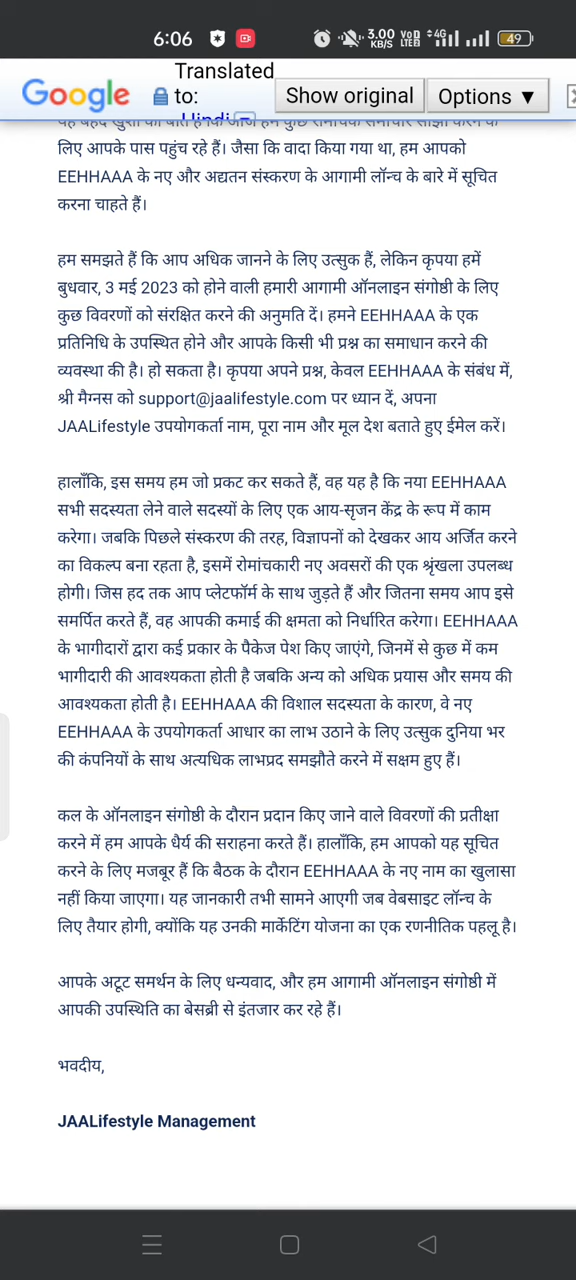 6:06
3.00 KB/S
VoD LTE2
4G
49
Google
Translated to: Hindi
Show original
Options ▼
लिए आपके पास पहुंच रहे हैं। जैसा कि वादा किया गया था, हम आपको
EEHHAAA के नए और अद्यतन संस्करण के आगामी लॉन्च के बारे में सूचित
करना चाहते हैं।
हम समझते हैं कि आप अधिक जानने के लिए उत्सुक हैं, लेकिन कृपया हमें
बुधवार, 3 मई 2023 को होने वाली हमारी आगामी ऑनलाइन संगोष्ठी के लिए
कुछ विवरणों को संरक्षित करने की अनुमति दें। हमने EEHHAAA के एक
प्रतिनिधि के उपस्थित होने और आपके किसी भी प्रश्न का समाधान करने की
व्यवस्था की है। हो सकता है। कृपया अपने प्रश्न, केवल EEHHAAA के संबंध में,
श्री मैग्नस को support@jaalifestyle.com पर ध्यान दें, अपना
JAALifestyle उपयोगकर्ता नाम, पूरा नाम और मूल देश बताते हुए ईमेल करें।
हालाँकि, इस समय हम जो प्रकट कर सकते हैं, वह यह है कि नया EEHHAAA
सभी सदस्यता लेने वाले सदस्यों के लिए एक आय-सृजन केंद्र के रूप में काम
करेगा। जबकि पिछले संस्करण की तरह, विज्ञापनों को देखकर आय अर्जित करने
का विकल्प बना रहता है, इसमें रोमांचकारी नए अवसरों की एक श्रृंखला उपलब्ध
होगी। जिस हद तक आप प्लेटफॉर्म के साथ जुड़ते हैं और जितना समय आप इसे
समर्पित करते हैं, वह आपकी कमाई की क्षमता को निर्धारित करेगा। EEHHAAA
के भागीदारों द्वारा कई प्रकार के पैकेज पेश किए जाएंगे, जिनमें से कुछ में कम
भागीदारी की आवश्यकता होती है जबकि अन्य को अधिक प्रयास और समय की
आवश्यकता होती है। EEHHAAA की विशाल सदस्यता के कारण, वे नए
EEHHAAA के उपयोगकर्ता आधार का लाभ उठाने के लिए उत्सुक दुनिया भर
की कंपनियों के साथ अत्यधिक लाभप्रद समझौते करने में सक्षम हुए हैं।
कल के ऑनलाइन संगोष्ठी के दौरान प्रदान किए जाने वाले विवरणों की प्रतीक्षा
करने में हम आपके धैर्य की सराहना करते हैं। हालाँकि, हम आपको यह सूचित
करने के लिए मजबूर हैं कि बैठक के दौरान EEHHAAA के नए नाम का खुलासा
नहीं किया जाएगा। यह जानकारी तभी सामने आएगी जब वेबसाइट लॉन्च के
लिए तैयार होगी, क्योंकि यह उनकी मार्केटिंग योजना का एक रणनीतिक पहलू है।
आपके अटूट समर्थन के लिए धन्यवाद, और हम आगामी ऑनलाइन संगोष्ठी में
आपकी उपस्थिति का बेसब्री से इंतजार कर रहे हैं।
भवदीय,
JAALifestyle Management